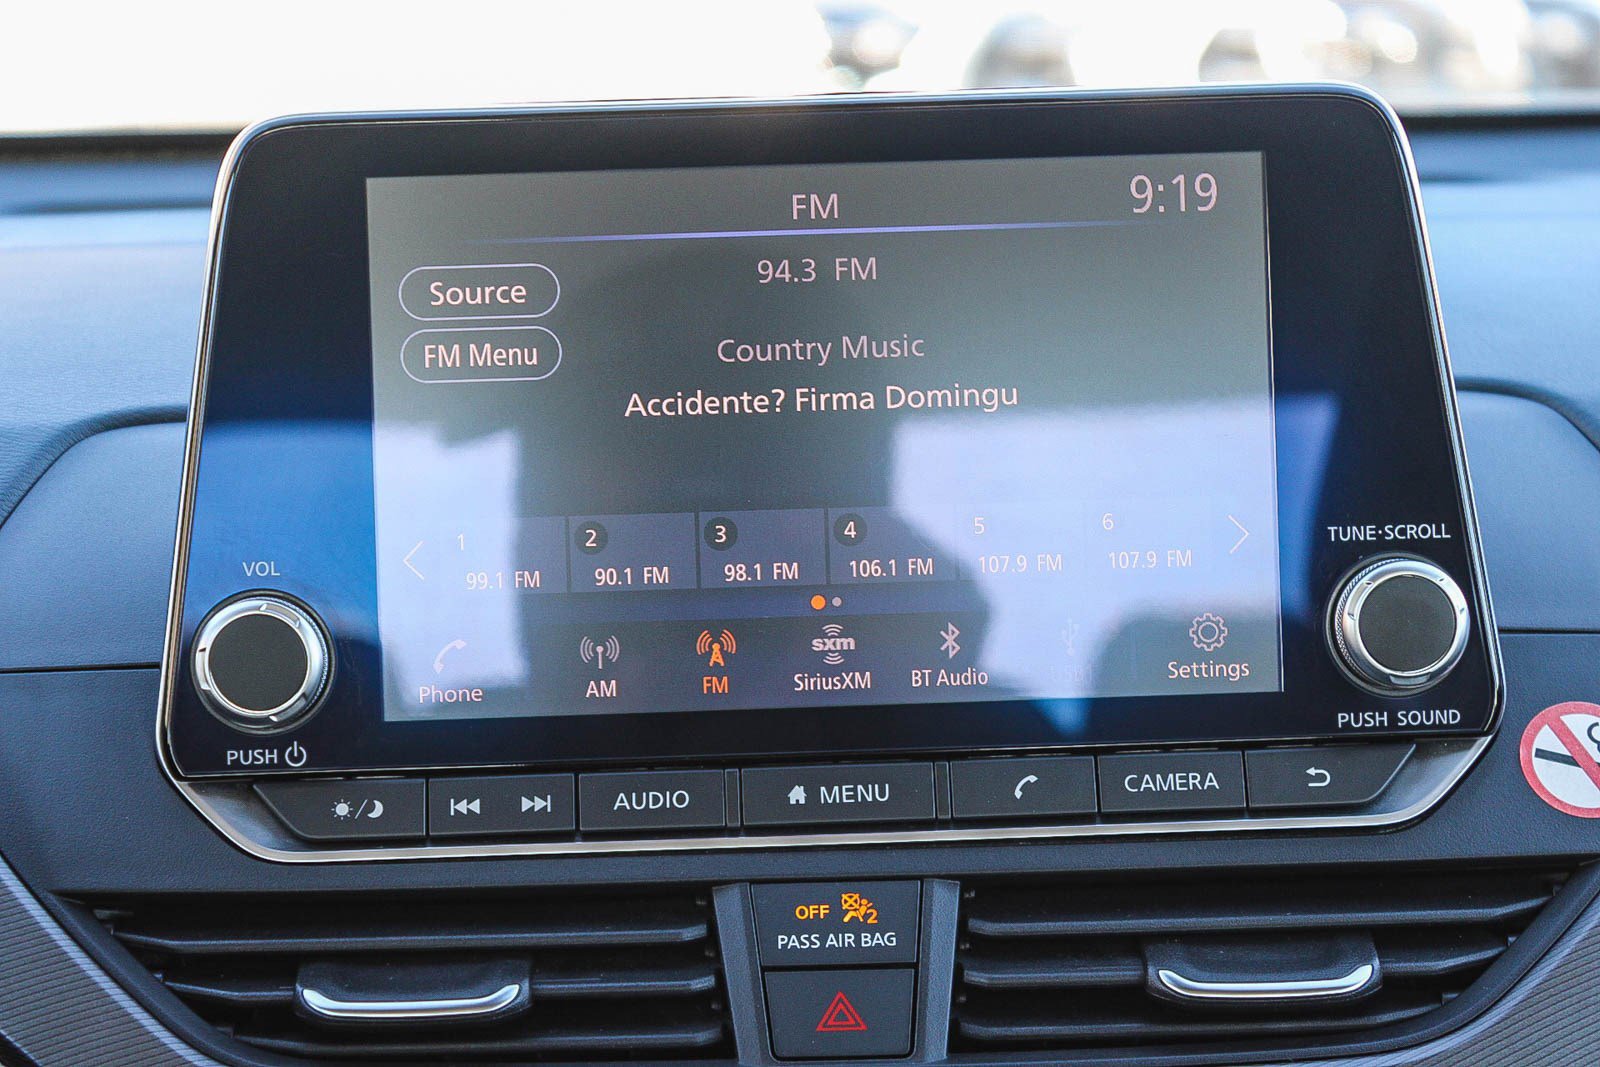 FM
9:19
94.3 FM
Source
FM Menu
Country Music
Accidente? Firma Domingu
1
99.1 FM
2
90.1 FM
3
98.1 FM
4
106.1 FM
5
107.9 FM
6
107.9 FM
Phone
AM
FM
sxm
SiriusXM
BT Audio
Settings
VOL
PUSH
TUNE·SCROLL
PUSH SOUND
AUDIO
MENU
CAMERA
OFF
2
PASS AIR BAG